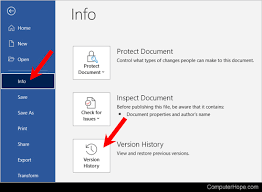 Info
Home
New
Open
Info
Save
Save As
Print
Share
Export
Transform
Protect Document
Control what types of changes people can make to this document.
Protect
Document
Inspect Document
Before publishing this file, be aware that it contains:
Document properties and author's name
Check for
Issues
Version History
View and restore previous versions.
Version
History
ComputerHope.com